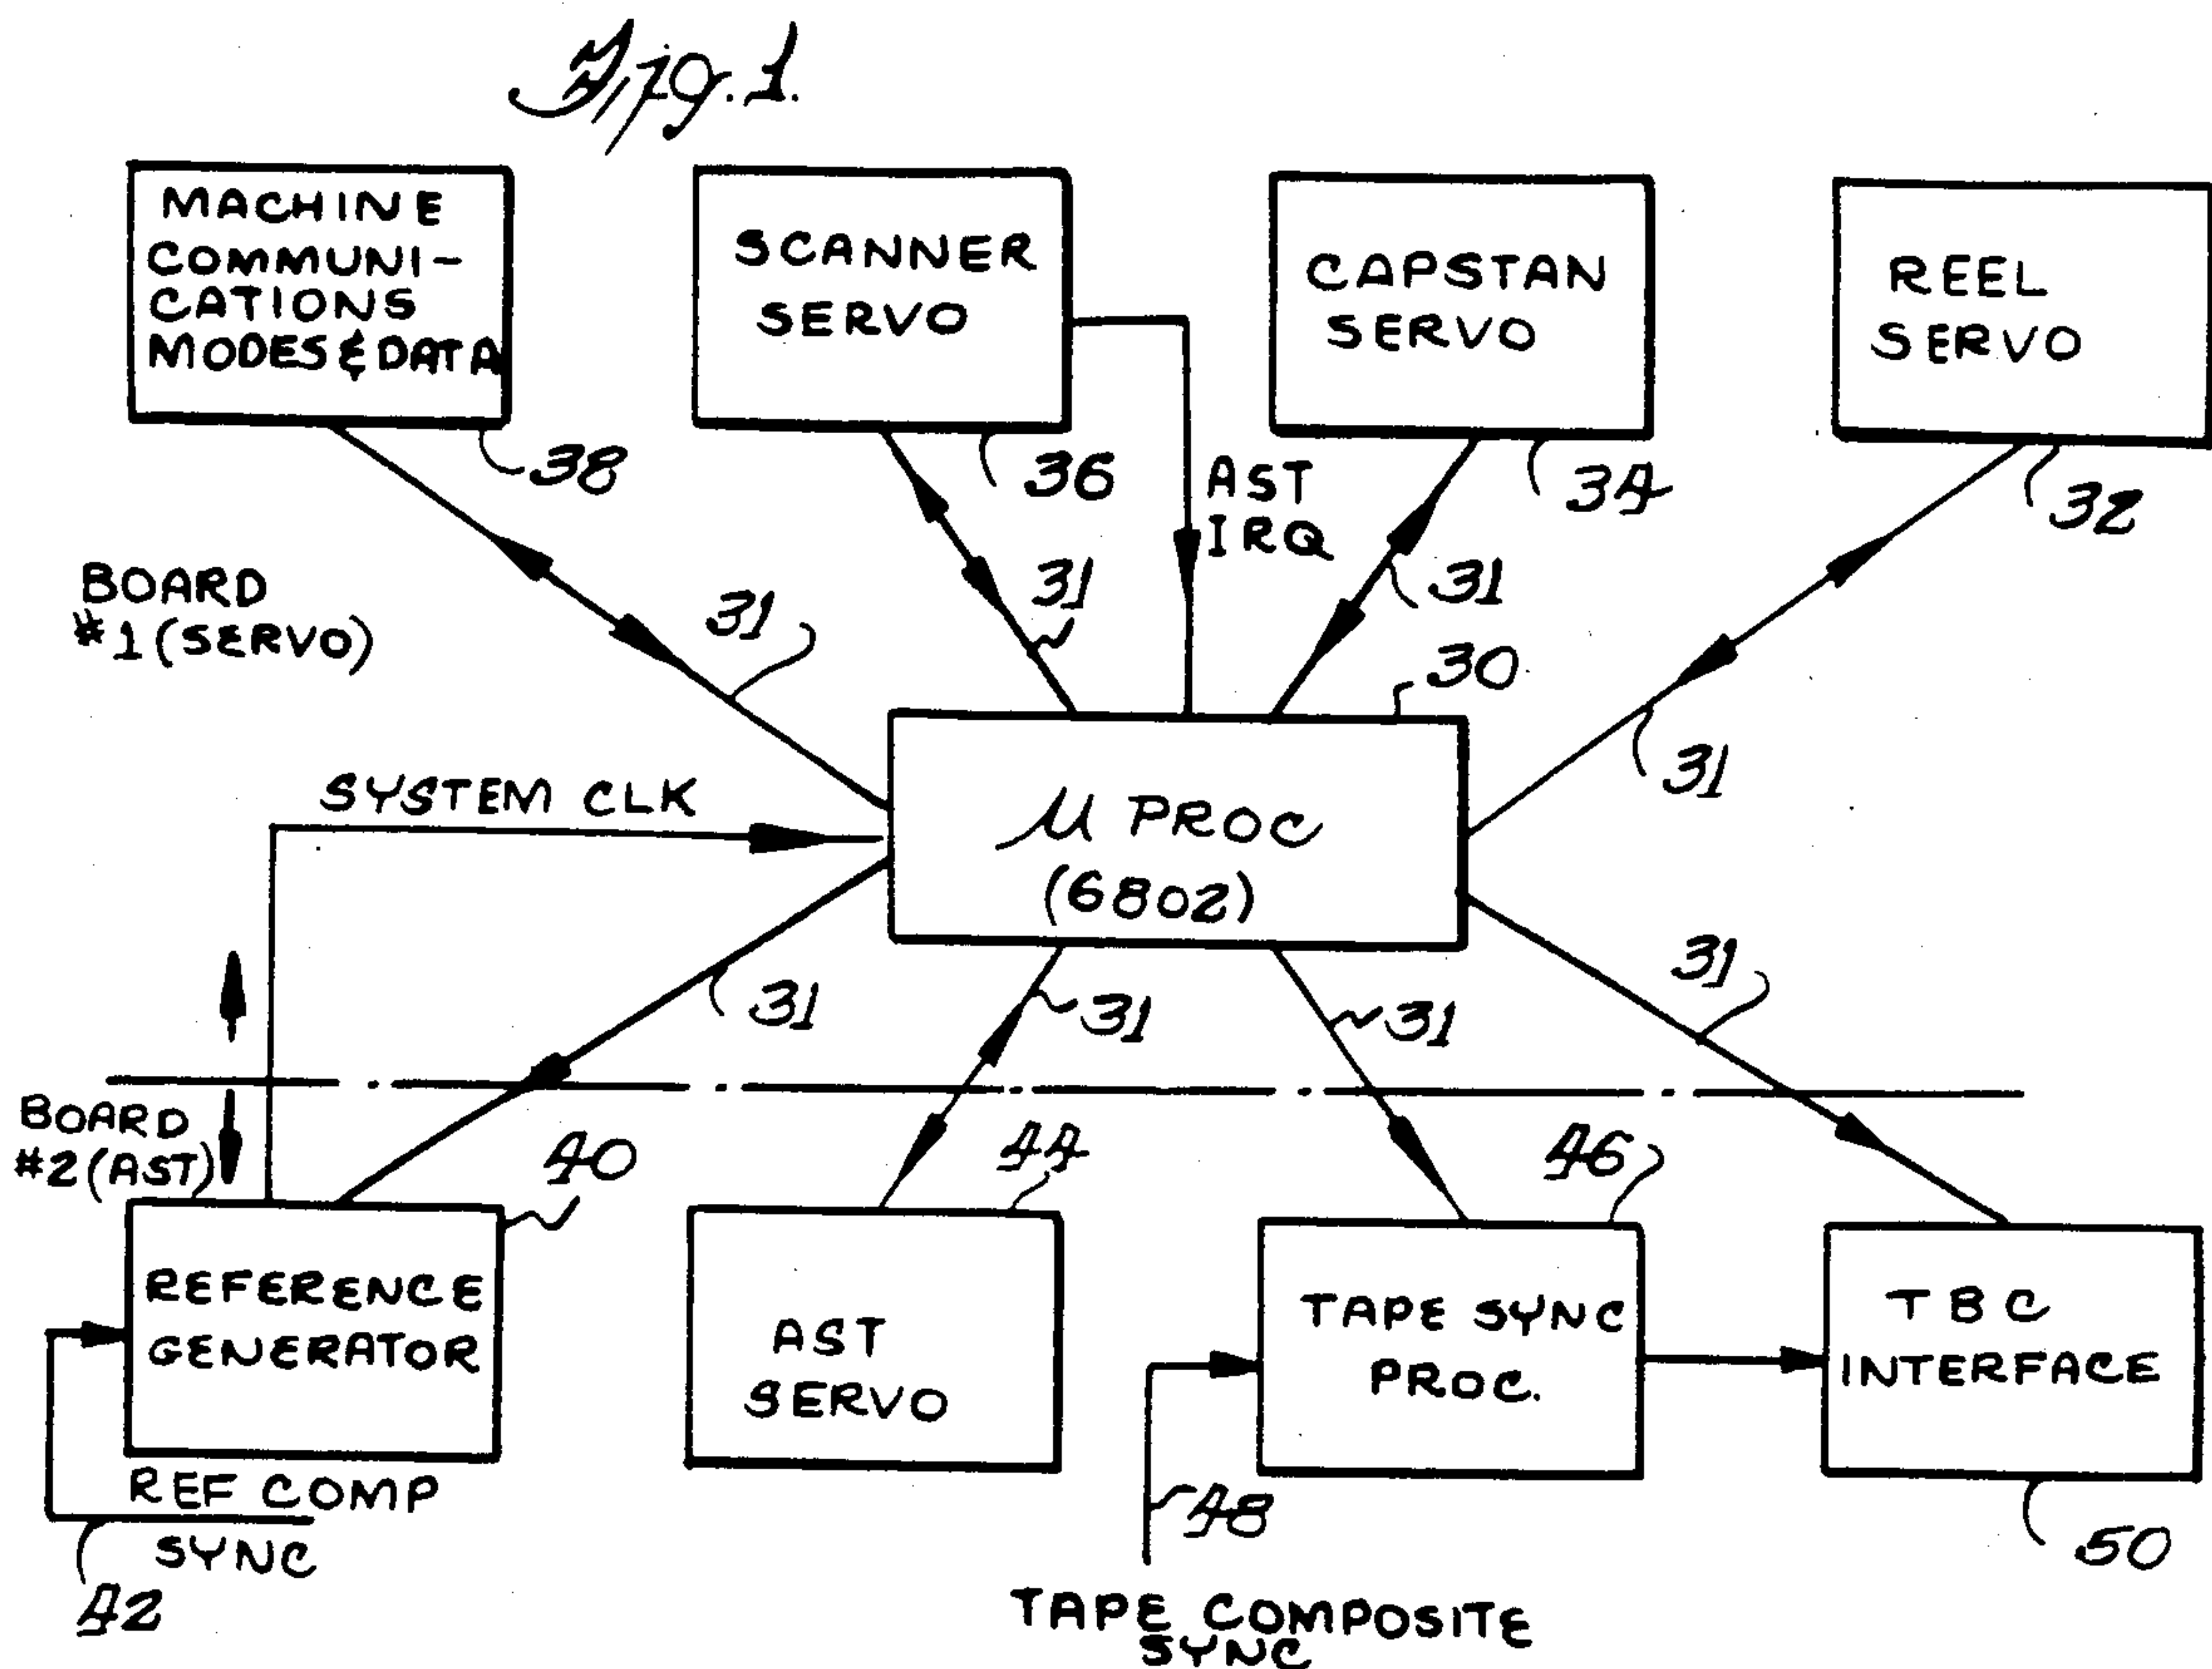 Fig. 1.
MACHINE
COMMUNI-
CATIONS
MODES & DATA
SCANNER
SERVO
CAPSTAN
SERVO
REEL
SERVO
38
36
AST
IRQ
34
32
BOARD
#1 (SERVO)
31
31
31
30
31
SYSTEM CLK
μ PROC
(6802)
31
31
31
31
BOARD
#2 (AST)
40
44
46
REFERENCE
GENERATOR
AST
SERVO
TAPE SYNC
PROC.
TBC
INTERFACE
REF COMP
SYNC
42
48
50
TAPE COMPOSITE
SYNC